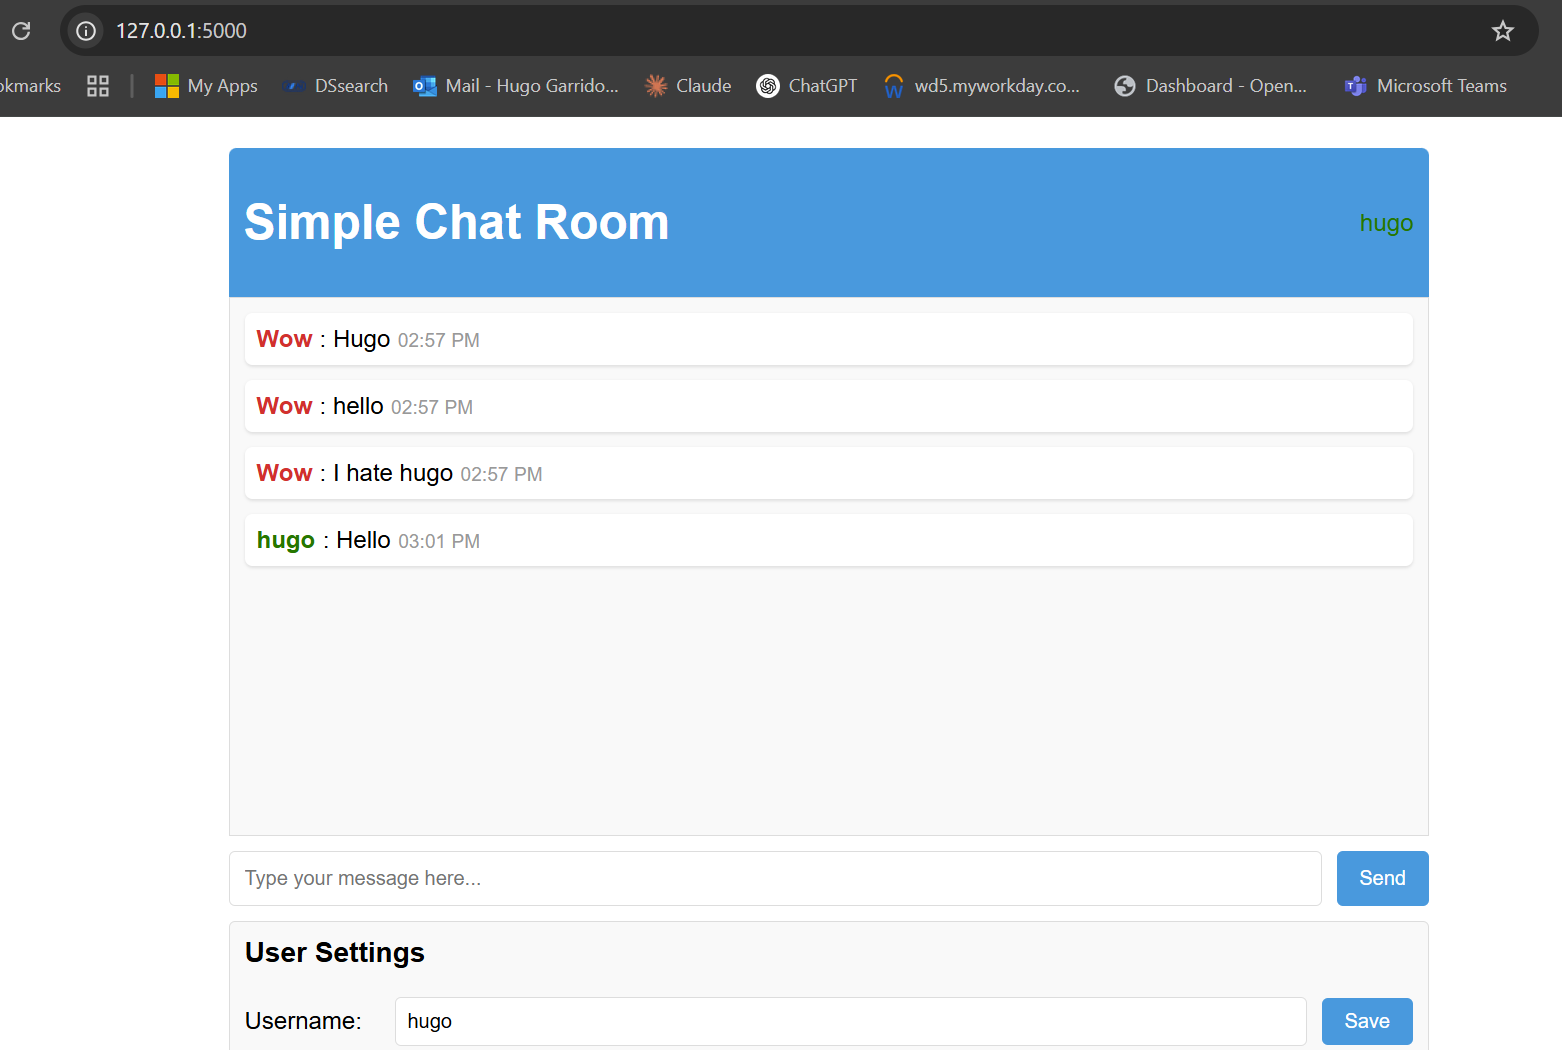 127.0.0.1:5000
okmarks My Apps DSsearch Mail - Hugo Garrido... Claude ChatGPT wd5.myworkday.co... Dashboard - Open... Microsoft Teams
Simple Chat Room hugo
Wow : Hugo 02:57 PM
Wow : hello 02:57 PM
Wow : I hate hugo 02:57 PM
hugo : Hello 03:01 PM
Type your message here... Send
User Settings
Username: hugo Save